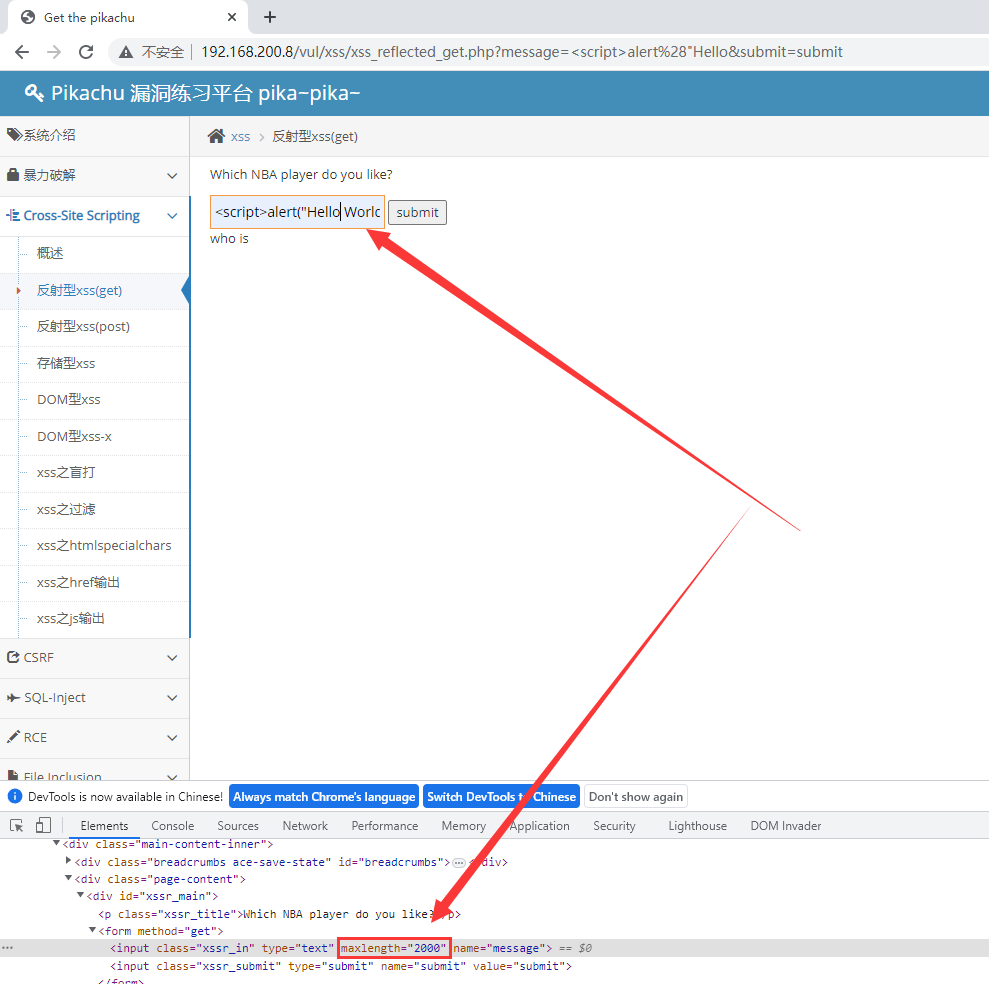 Get the pikachu
不安全 192.168.200.8/vul/xss/xss_reflected_get.php?message=<script>alert%28"Hello&submit=submit
Pikachu 漏洞练习平台 pika~pika~
系统介绍
暴力破解
Cross-Site Scripting
概述
反射型xss(get)
反射型xss(post)
存储型xss
DOM型xss
DOM型xss-x
xss之盲打
xss之过滤
xss之htmlspecialchars
xss之href输出
xss之js输出
CSRF
SQL-Inject
RCE
File Inclusion
xss > 反射型xss(get)
Which NBA player do you like?
<script>alert("Hello Worlc submit
who is
DevTools is now available in Chinese! Always match Chrome's language Switch DevTools Chinese Don't show again
Elements Console Sources Network Performance Memory Application Security Lighthouse DOM Invader
<div class="main-content-inner">
<div class="breadcrumbs ace-save-state" id="breadcrumbs">
<div class="page-content">
<div id="xssr_main">
<p class="xssr_title">Which NBA player do you like?
<form method="get">
<input class="xssr_in" type="text" maxlength="2000" name="message"> == $0
<input class="xssr_submit" type="submit" name="submit" value="submit">
</form>